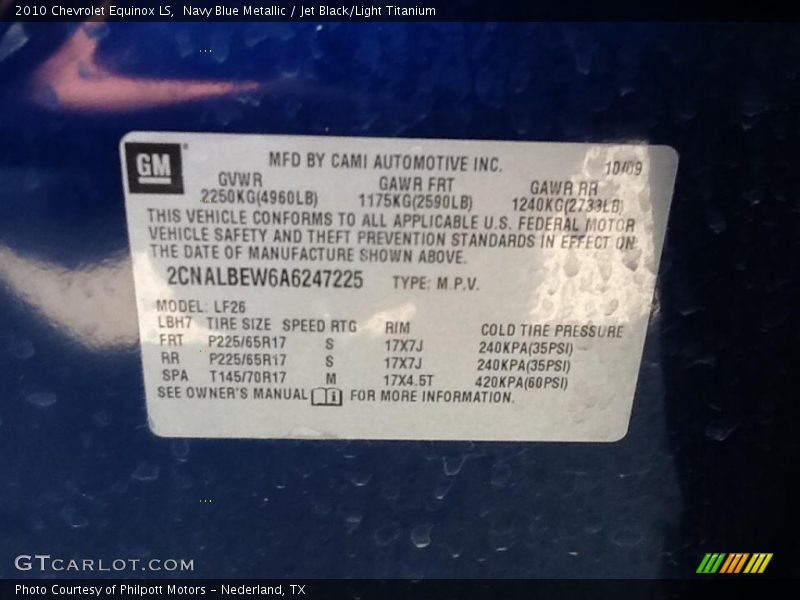 2010 Chevrolet Equinox LS,  Navy Blue Metallic / Jet Black/Light Titanium
GM
MFD BY CAMI AUTOMOTIVE INC. 10/09
GVWR GAWR FRT GAWR RR
2250KG(4960LB) 1175KG(2590LB) 1240KG(2733LB)
THIS VEHICLE CONFORMS TO ALL APPLICABLE U.S. FEDERAL MOTOR
VEHICLE SAFETY AND THEFT PREVENTION STANDARDS IN EFFECT ON
THE DATE OF MANUFACTURE SHOWN ABOVE.
2CNALBEW6A6247225 TYPE: M.P.V.
MODEL: LF26
LBH7 TIRE SIZE SPEED RTG RIM COLD TIRE PRESSURE
FRT P225/65R17 S 17X7J 240KPA(35PSI)
RR P225/65R17 S 17X7J 240KPA(35PSI)
SPA T145/70R17 M 17X4.5T 420KPA(60PSI)
SEE OWNER'S MANUAL FOR MORE INFORMATION.
GTCARLOT.COM
Photo Courtesy of Philpott Motors - Nederland, TX